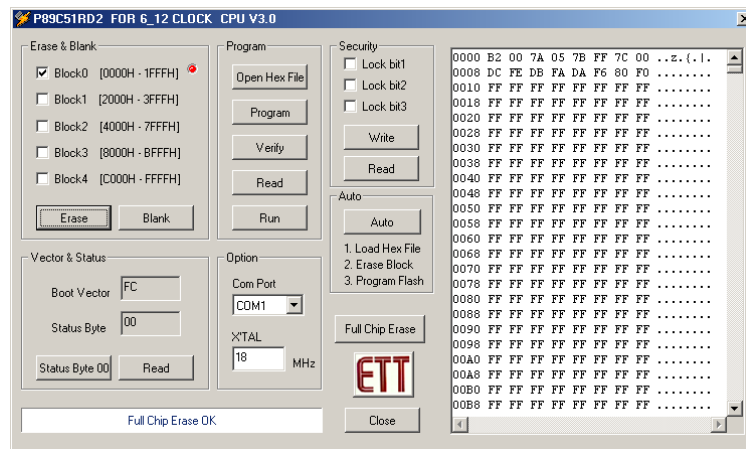 P89C51RD2 FOR 6_12 CLOCK CPU V3.0
Erase & Blank
Block0 [0000H - 1FFFH]
Block1 [2000H - 3FFFH]
Block2 [4000H - 7FFFH]
Block3 [8000H - BFFFH]
Block4 [C000H - FFFFH]
Erase
Blank
Program
Open Hex File
Program
Verify
Read
Run
Security
Lock bit1
Lock bit2
Lock bit3
Write
Read
Auto
Auto
1. Load Hex File
2. Erase Block
3. Program Flash
Vector & Status
Boot Vector FC
Status Byte 00
Status Byte 00
Read
Option
Com Port
COM1
X'TAL
18 MHz
Full Chip Erase
ETT
Full Chip Erase OK
Close
0000 B2 00 7A 05 7B FF 7C 00 ..z.{.|.
0008 DC FE DB FA DA F6 80 F0 ........
0010 FF FF FF FF FF FF FF FF ........
0018 FF FF FF FF FF FF FF FF ........
0020 FF FF FF FF FF FF FF FF ........
0028 FF FF FF FF FF FF FF FF ........
0030 FF FF FF FF FF FF FF FF ........
0038 FF FF FF FF FF FF FF FF ........
0040 FF FF FF FF FF FF FF FF ........
0048 FF FF FF FF FF FF FF FF ........
0050 FF FF FF FF FF FF FF FF ........
0058 FF FF FF FF FF FF FF FF ........
0060 FF FF FF FF FF FF FF FF ........
0068 FF FF FF FF FF FF FF FF ........
0070 FF FF FF FF FF FF FF FF ........
0078 FF FF FF FF FF FF FF FF ........
0080 FF FF FF FF FF FF FF FF ........
0088 FF FF FF FF FF FF FF FF ........
0090 FF FF FF FF FF FF FF FF ........
0098 FF FF FF FF FF FF FF FF ........
00A0 FF FF FF FF FF FF FF FF ........
00A8 FF FF FF FF FF FF FF FF ........
00B0 FF FF FF FF FF FF FF FF ........
00B8 FF FF FF FF FF FF FF FF ........